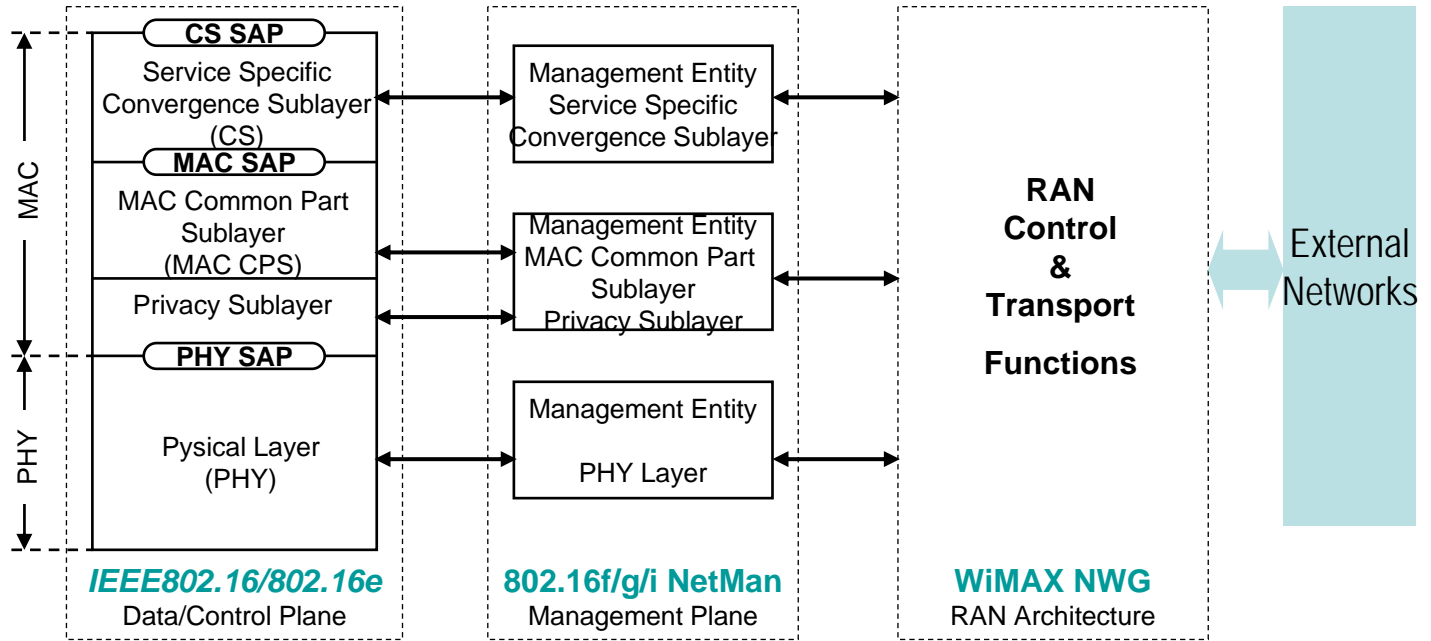 CS SAP
Service Specific
Convergence Sublayer
(CS)
MAC SAP
MAC Common Part
Sublayer
(MAC CPS)
Privacy Sublayer
PHY SAP
Pysical Layer
(PHY)
MAC
PHY
IEEE802.16/802.16e
Data/Control Plane
Management Entity
Service Specific
Convergence Sublayer
Management Entity
MAC Common Part
Sublayer
Privacy Sublayer
Management Entity
PHY Layer
802.16f/g/i NetMan
Management Plane
RAN
Control
&
Transport
Functions
WiMAX NWG
RAN Architecture
External
Networks